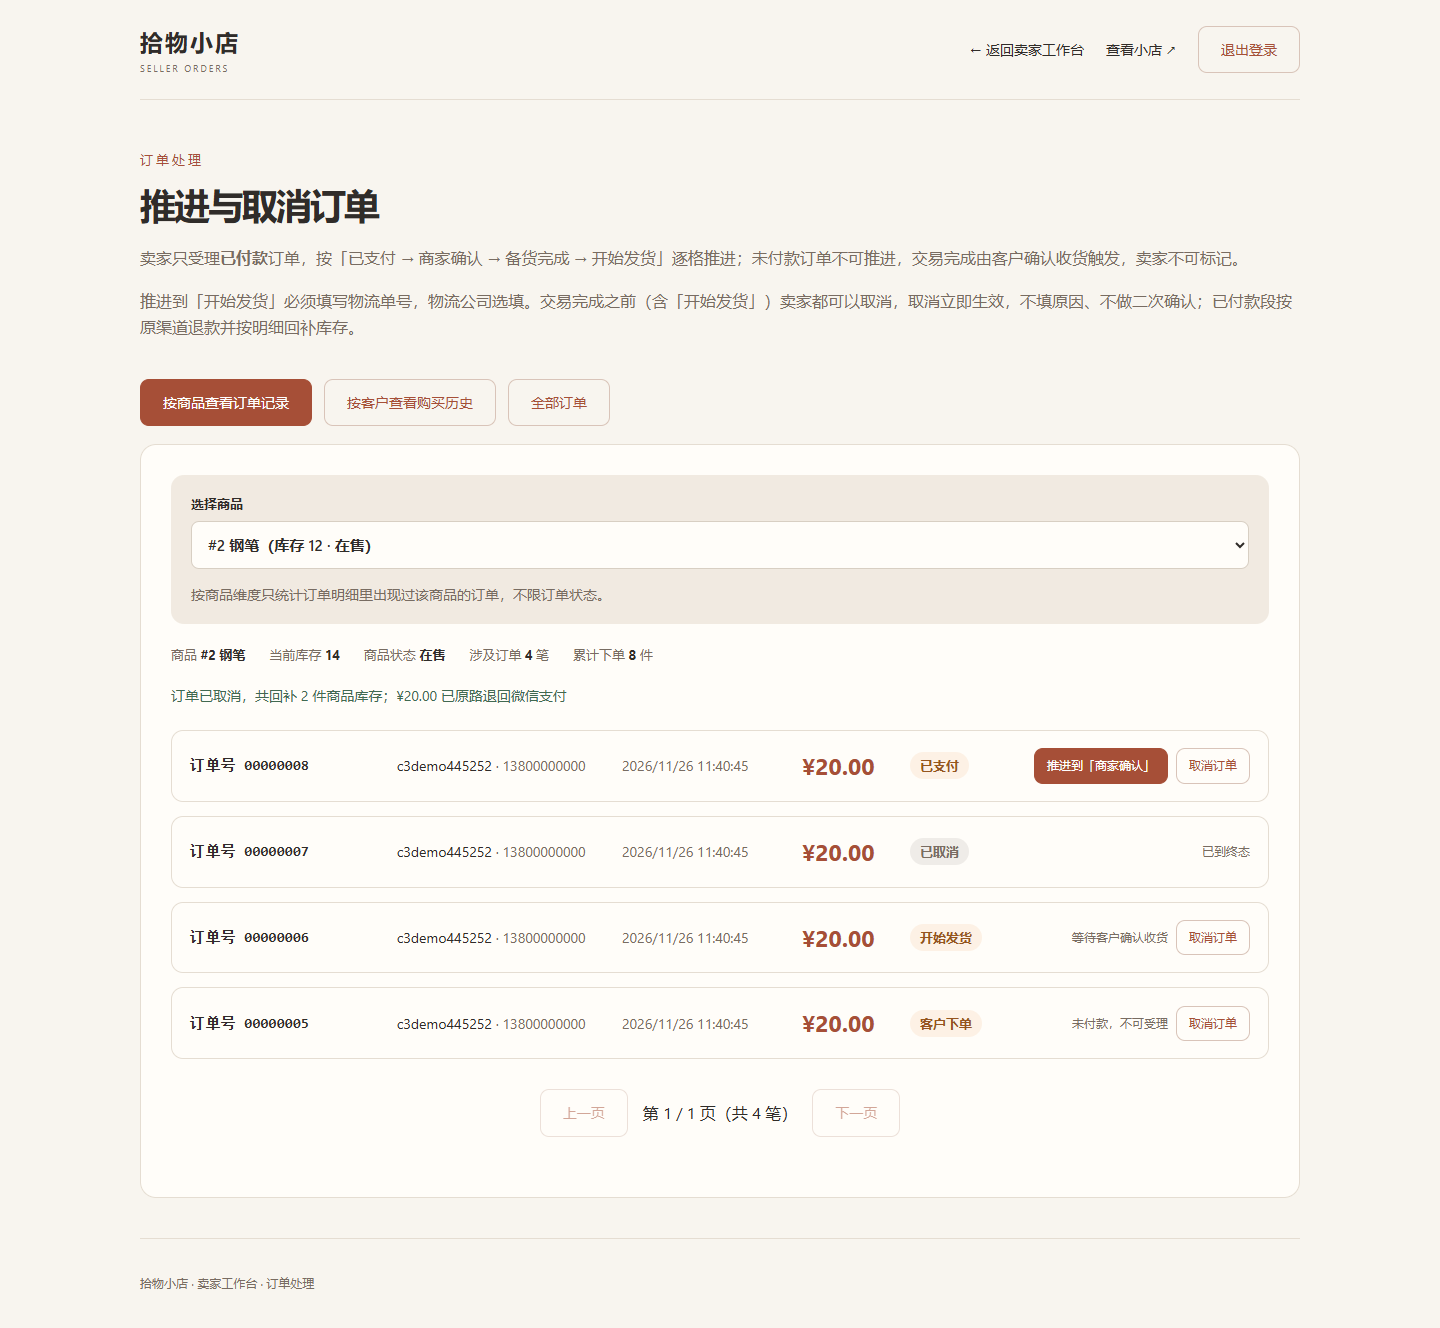 拾物小店
SELLER ORDERS
← 返回卖家工作台
查看小店 ↗
退出登录
订单处理
推进与取消订单
卖家只受理已付款订单，按「已支付 → 商家确认 → 备货完成 → 开始发货」逐格推进；未付款订单不可推进，交易完成由客户确认收货触发，卖家不可标记。
推进到「开始发货」必须填写物流单号，物流公司选填。交易完成之前（含「开始发货」）卖家都可以取消，取消立即生效，不填原因、不做二次确认；已付款段按
原渠道退款并按明细回补库存。
按商品查看订单记录
按客户查看购买历史
全部订单
选择商品
#2 钢笔（库存 12 · 在售）
按商品维度只统计订单明细里出现过该商品的订单，不限订单状态。
商品 #2 钢笔 当前库存 14 商品状态 在售 涉及订单 4 笔 累计下单 8 件
订单已取消，共回补 2 件商品库存；¥20.00 已原路退回微信支付
订单号 00000008 c3demo445252 · 13800000000 2026/11/26 11:40:45 ¥20.00 已支付 推进到「商家确认」 取消订单
订单号 00000007 c3demo445252 · 13800000000 2026/11/26 11:40:45 ¥20.00 已取消 已到终态
订单号 00000006 c3demo445252 · 13800000000 2026/11/26 11:40:45 ¥20.00 开始发货 等待客户确认收货 取消订单
订单号 00000005 c3demo445252 · 13800000000 2026/11/26 11:40:45 ¥20.00 客户下单 未付款，不可受理 取消订单
上一页 第 1 / 1 页（共 4 笔） 下一页
拾物小店 · 卖家工作台 · 订单处理